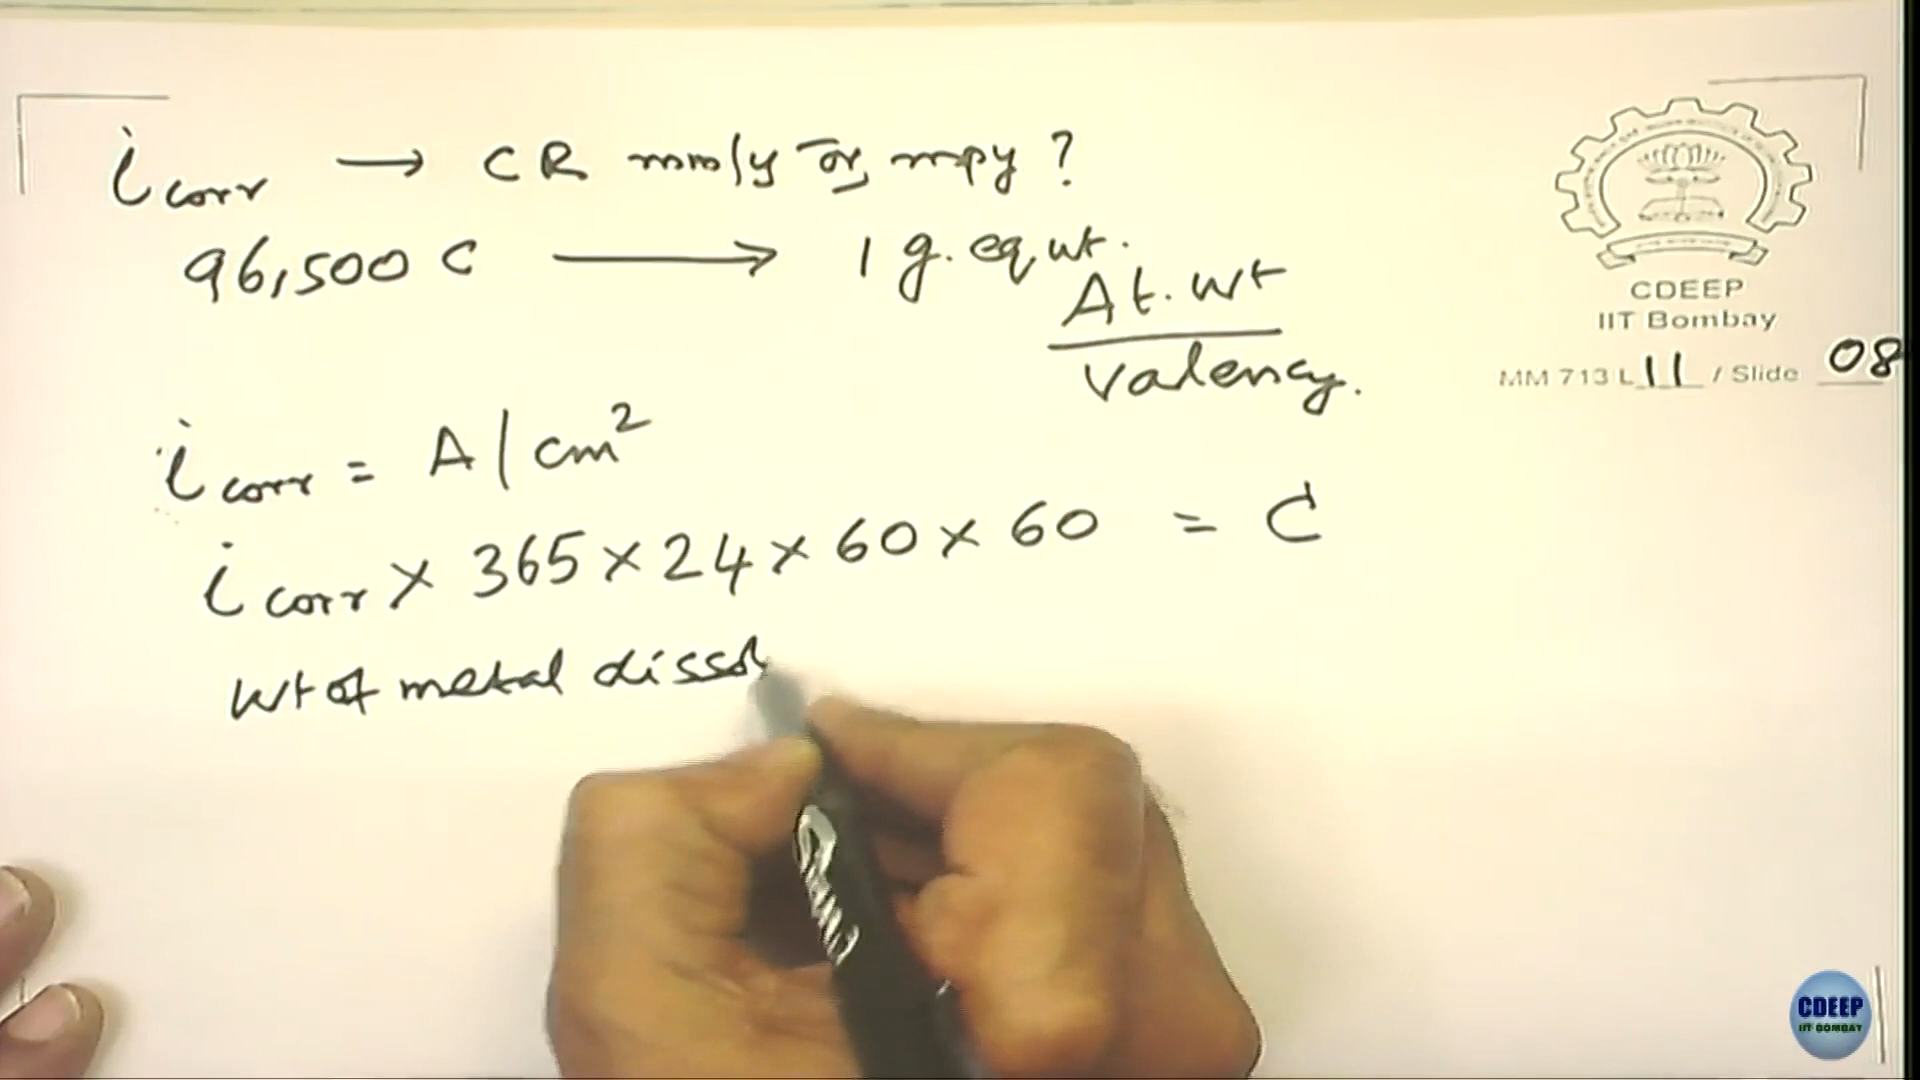 i corr → CR mm/y or mpy ?
96,500 C → 1 g. eq wt.
At. wt
valency.
i corr = A/cm²
i corr × 365 × 24 × 60 × 60 = C
Wt of metal dissol
CDEEP
IIT Bombay
MM 713 L 11 / Slide 08
CDEEP
IIT BOMBAY